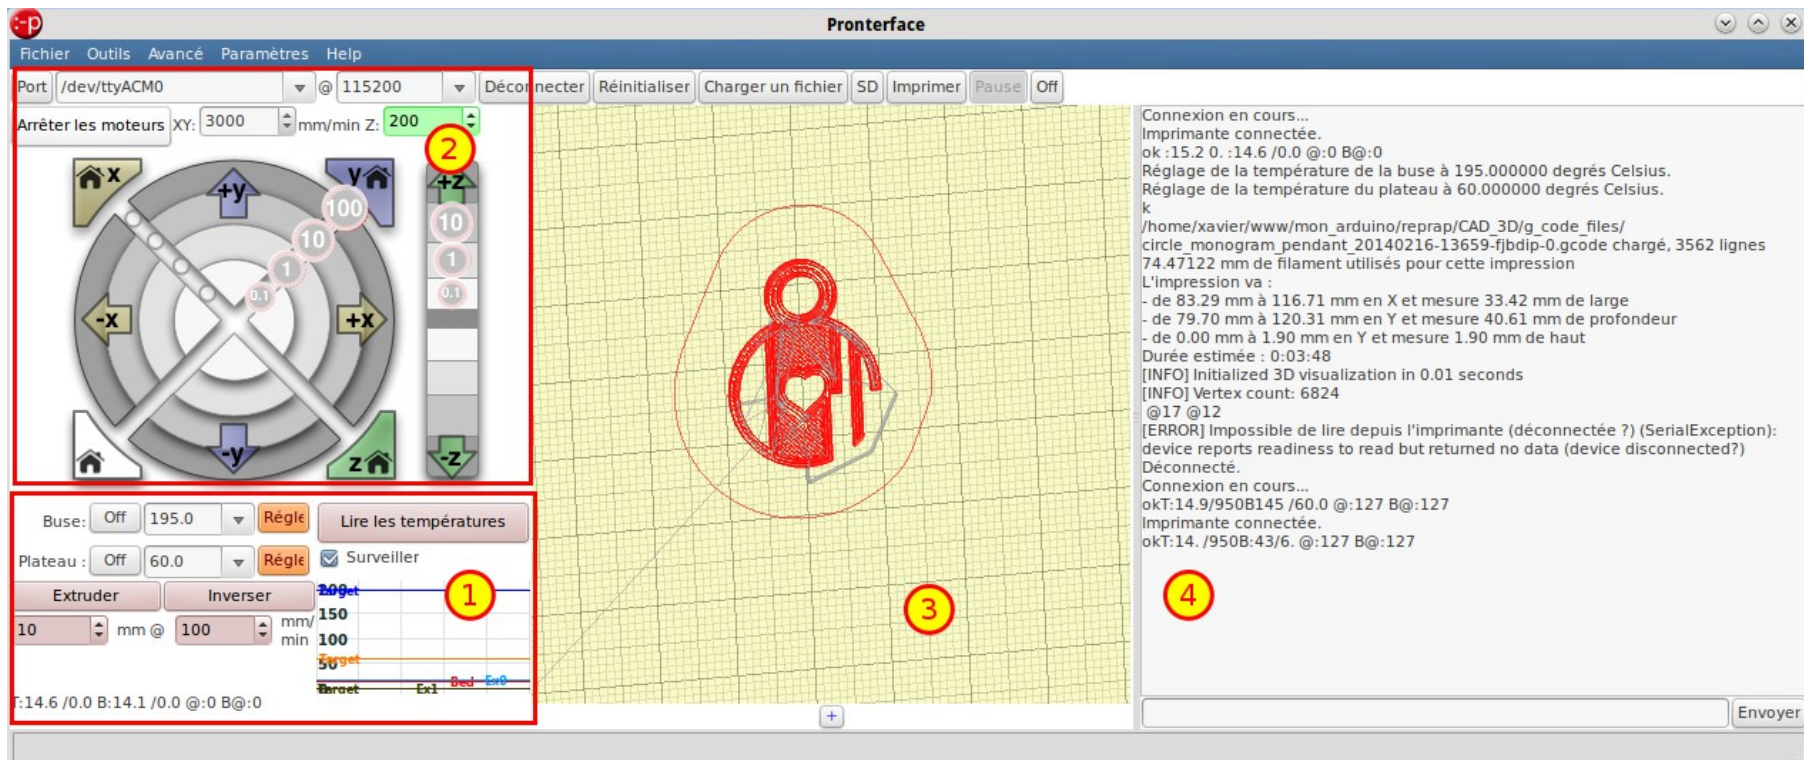 :-p
Pronterface
Fichier Outils Avancé Paramètres Help
Port /dev/ttyACM0 @ 115200 Déconnecter Réinitialiser Charger un fichier SD Imprimer Pause Off
Arrêter les moteurs XY: 3000 mm/min Z: 200
2
x +y y +z
100 10
10 1
1 0.1
0.1
-x +x
-y z -z
Buse: Off 195.0 Régle Lire les températures
Plateau : Off 60.0 Régle Surveiller
Extruder Inverser
10 mm @ 100 mm/
min
200 Target
150
100
Target
50
Target Ex1 Bed Ex0
1
T:14.6 /0.0 B:14.1 /0.0 @:0 B@:0
3
+
Connexion en cours...
Imprimante connectée.
ok :15.2 0. :14.6 /0.0 @:0 B@:0
Réglage de la température de la buse à 195.000000 degrés Celsius.
Réglage de la température du plateau à 60.000000 degrés Celsius.
k
/home/xavier/www/mon_arduino/reprap/CAD_3D/g_code_files/
circle_monogram_pendant_20140216-13659-fjbdip-0.gcode chargé, 3562 lignes
74.47122 mm de filament utilisés pour cette impression
L'impression va :
- de 83.29 mm à 116.71 mm en X et mesure 33.42 mm de large
- de 79.70 mm à 120.31 mm en Y et mesure 40.61 mm de profondeur
- de 0.00 mm à 1.90 mm en Y et mesure 1.90 mm de haut
Durée estimée : 0:03:48
[INFO] Initialized 3D visualization in 0.01 seconds
[INFO] Vertex count: 6824
@17 @12
[ERROR] Impossible de lire depuis l'imprimante (déconnectée ?) (SerialException):
device reports readiness to read but returned no data (device disconnected?)
Déconnecté.
Connexion en cours...
okT:14.9/950B145 /60.0 @:127 B@:127
Imprimante connectée.
okT:14. /950B:43/6. @:127 B@:127
4
Envoyer